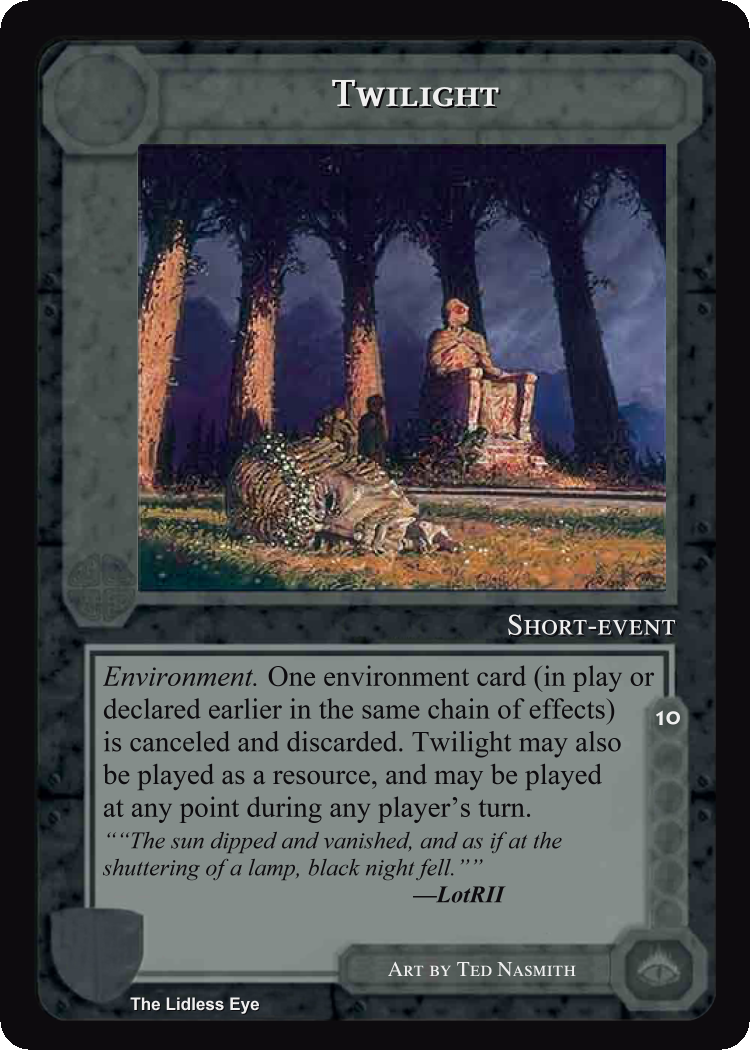 Twilight
Short-event
Environment. One environment card (in play or
declared earlier in the same chain of effects)
is canceled and discarded. Twilight may also
be played as a resource, and may be played
at any point during any player’s turn.
““The sun dipped and vanished, and as if at the
shuttering of a lamp, black night fell.””
—LotRII
10
Art by Ted Nasmith
The Lidless Eye